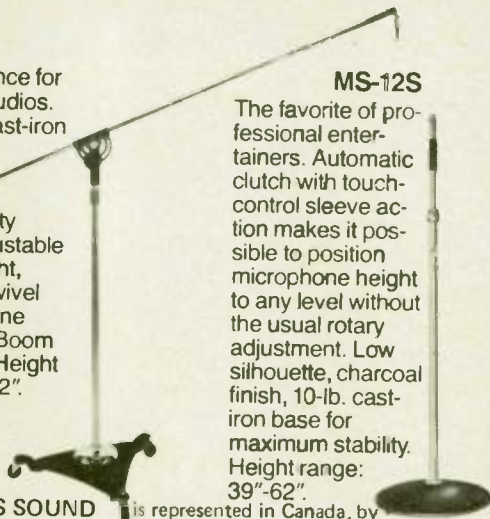 nce for
udios.
ast-iron
ty
ustable
ht,
wivel
ne
Boom
Height
2".
MS-12S
The favorite of pro-
fessional enter-
tainers. Automatic
clutch with touch-
control sleeve ac-
tion makes it pos-
sible to position
microphone height
to any level without
the usual rotary
adjustment. Low
silhouette, charcoal
finish, 10-lb. cast-
iron base for
maximum stability.
Height range:
39"-62".
S SOUND is represented in Canada, by